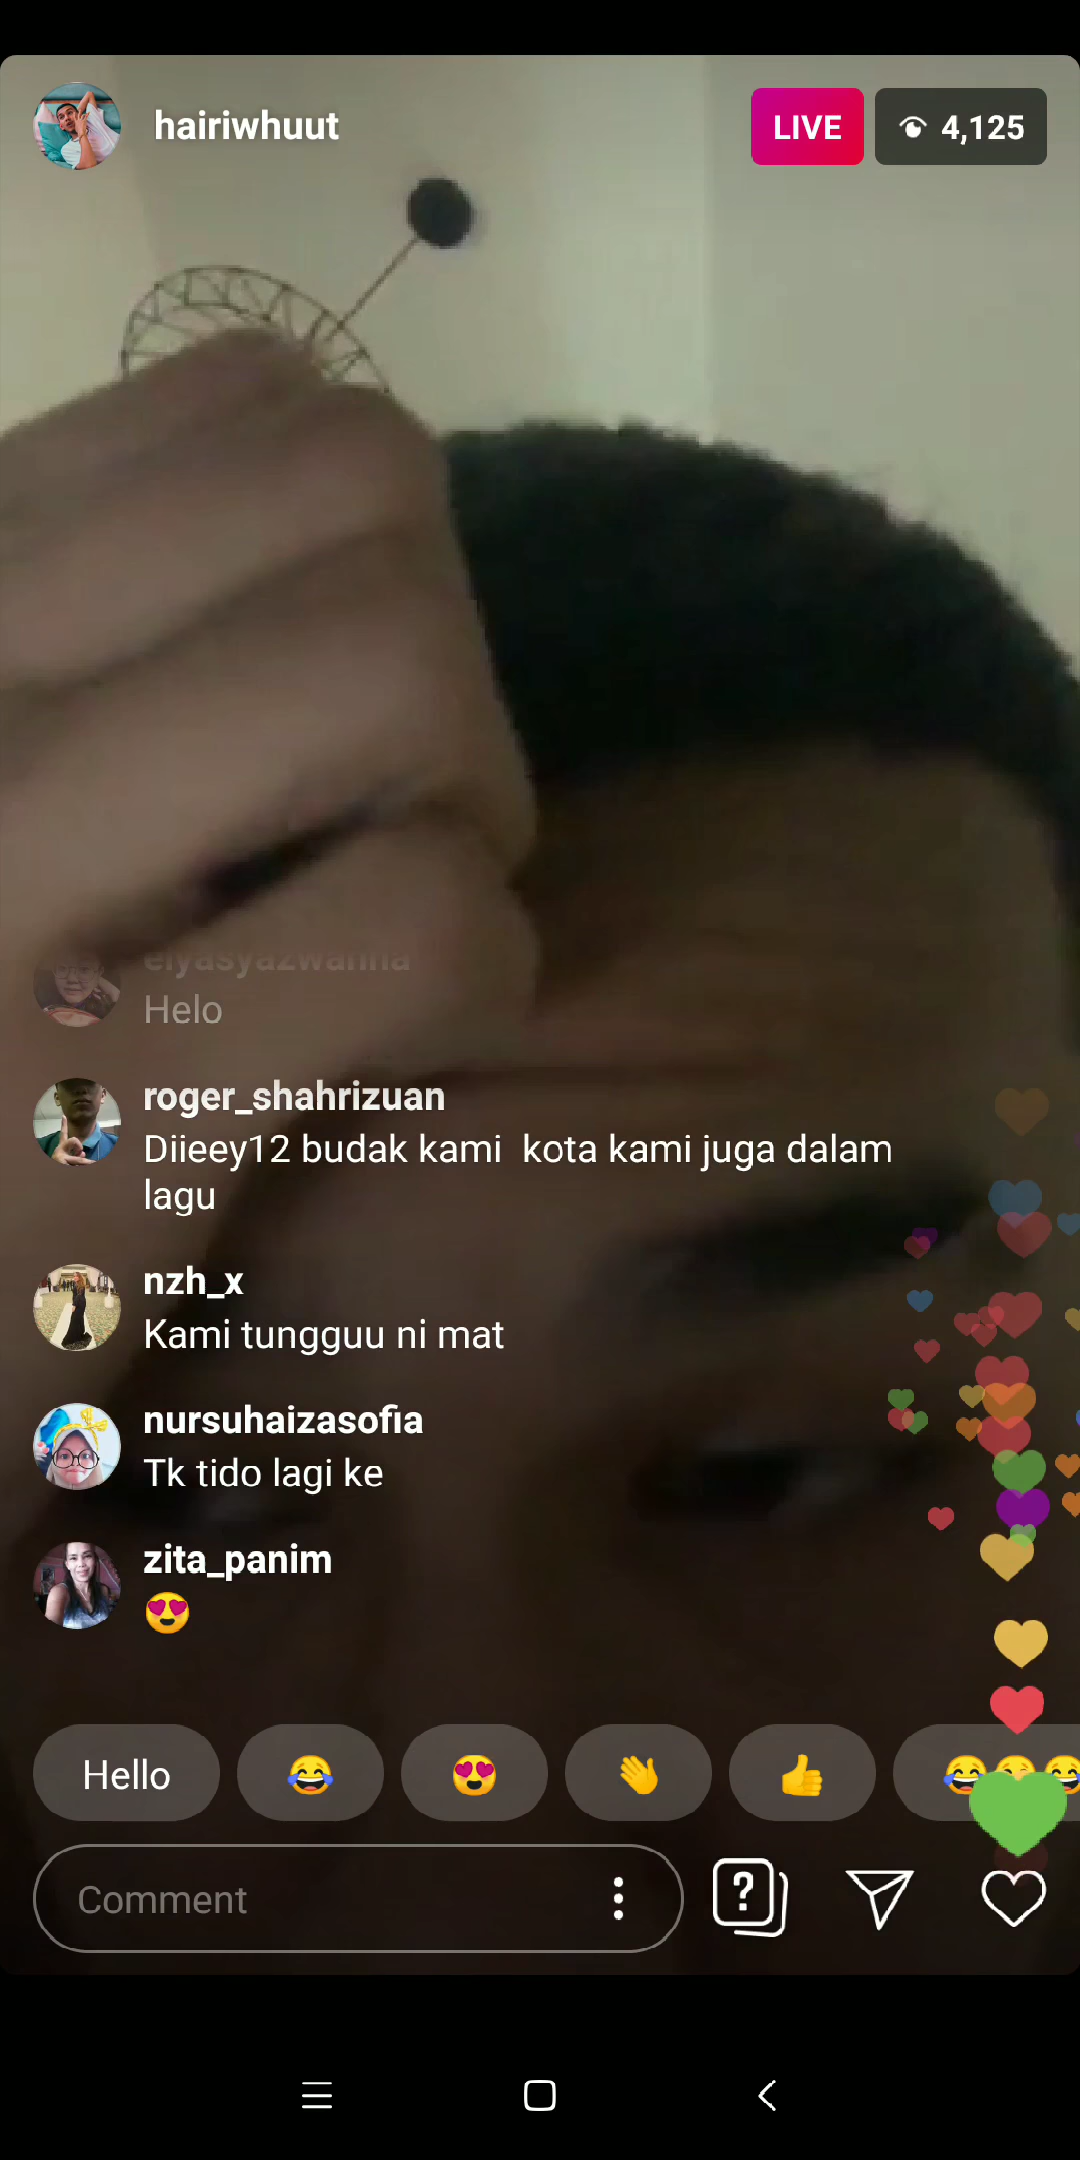 hairiwhuut
LIVE
4,125
elyasyazwanna
Helo
roger_shahrizuan
Diieey12 budak kami  kota kami juga dalam
lagu
nzh_x
Kami tungguu ni mat
nursuhaizasofia
Tk tido lagi ke
zita_panim
😍
Hello 😂 😍 👋 👍 😂😂😂
Comment